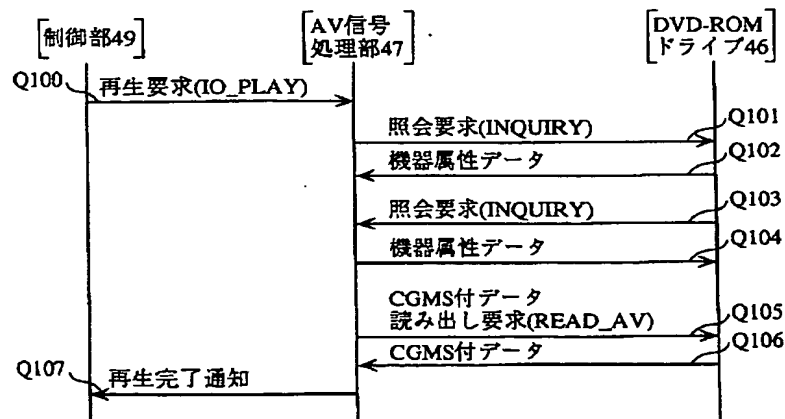 制御部49
AV信号
処理部47
DVD-ROM
ドライブ46
Q100
再生要求(IO_PLAY)
照会要求(INQUIRY)
Q101
機器属性データ
Q102
照会要求(INQUIRY)
Q103
機器属性データ
Q104
CGMS付データ
読み出し要求(READ_AV)
Q105
CGMS付データ
Q106
Q107
再生完了通知